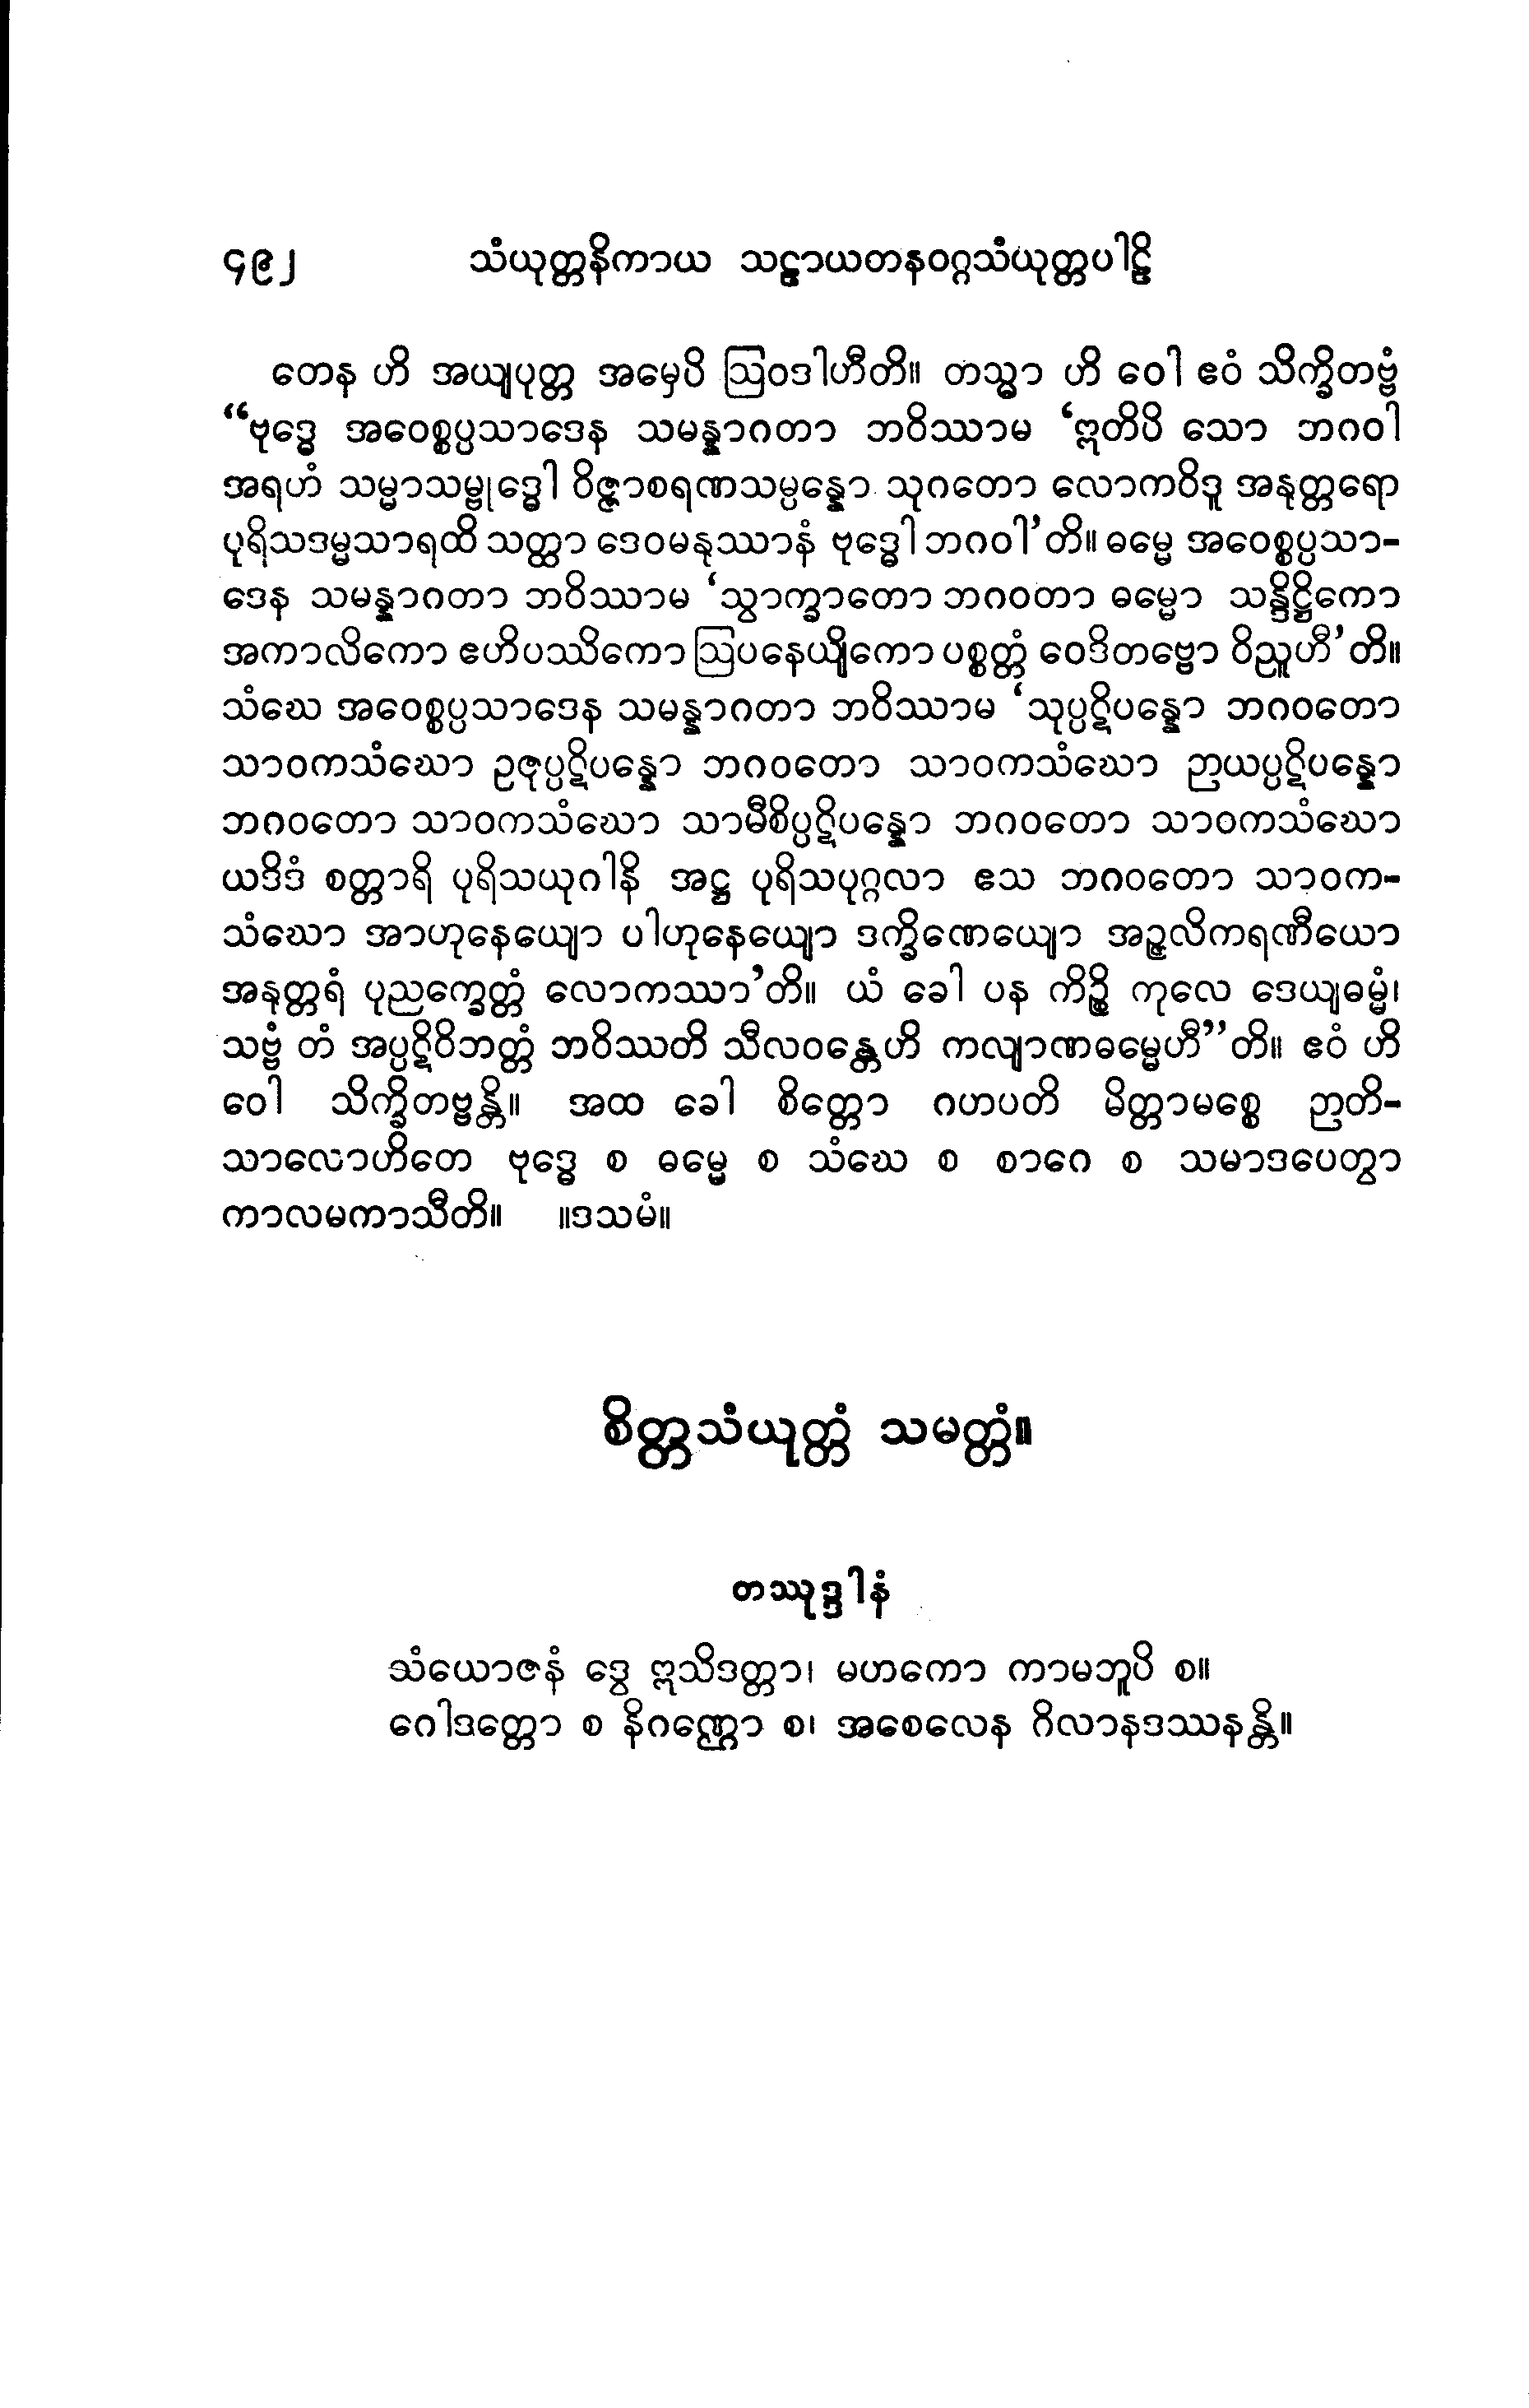 ၄၉၂ သံယုတ္တနိကာယ သဠာယတနဝဂ္ဂသံယုတ္တပါဠိ
တေန ဟိ အယျပုတ္တ အမှေပိ ဩဝဒါဟီတိ။ တသ္မာ ဟိ ဝေါ ဧဝံ သိက္ခိတဗ္ဗံ
“ဗုဒ္ဓေ အဝေစ္စပ္ပသာဒေန သမန္နာဂတာ ဘဝိဿာမ ‘ဣတိပိ သော ဘဂဝါ
အရဟံ သမ္မာသမ္ဗုဒ္ဓေါ ဝိဇ္ဇာစရဏသမ္ပန္နော သုဂတော လောကဝိဒူ အနုတ္တရော
ပုရိသဒမ္မသာရထိ သတ္ထာ ဒေဝမနုဿာနံ ဗုဒ္ဓေါ ဘဂဝါ’တိ။ ဓမ္မေ အဝေစ္စပ္ပသာ-
ဒေန သမန္နာဂတာ ဘဝိဿာမ ‘သွာက္ခာတော ဘဂဝတာ ဓမ္မော သန္ဒိဋ္ဌိကော
အကာလိကော ဧဟိပဿိကော ဩပနေယျိကော ပစ္စတ္တံ ဝေဒိတဗ္ဗော ဝိညူဟီ’တိ။
သံဃေ အဝေစ္စပ္ပသာဒေန သမန္နာဂတာ ဘဝိဿာမ ‘သုပ္ပဋိပန္နော ဘဂဝတော
သာဝကသံဃော ဥဇုပ္ပဋိပန္နော ဘဂဝတော သာဝကသံဃော ဉာယပ္ပဋိပန္နော
ဘဂဝတော သာဝကသံဃော သာမီစိပ္ပဋိပန္နော ဘဂဝတော သာဝကသံဃော
ယဒိဒံ စတ္တာရိ ပုရိသယုဂါနိ အဋ္ဌ ပုရိသပုဂ္ဂလာ ဧသ ဘဂဝတော သာဝက-
သံဃော အာဟုနေယျော ပါဟုနေယျော ဒက္ခိဏေယျော အဉ္ဇလိကရဏီယော
အနုတ္တရံ ပုညက္ခေတ္တံ လောကဿာ’တိ။ ယံ ခေါ ပန ကိဉ္စိ ကုလေ ဒေယျဓမ္မံ၊
သဗ္ဗံ တံ အပ္ပဋိဝိဘတ္တံ ဘဝိဿတိ သီလဝန္တေဟိ ကလျာဏဓမ္မေဟီ”တိ။ ဧဝံ ဟိ
ဝေါ သိက္ခိတဗ္ဗန္တိ။ အထ ခေါ စိတ္တော ဂဟပတိ မိတ္တာမစ္စေ ဉာတိ-
သာလောဟိတေ ဗုဒ္ဓေ စ ဓမ္မေ စ သံဃေ စ စာဂေ စ သမာဒပေတွာ
ကာလမကာသီတိ။ ။ဒသမံ။
စိတ္တသံယုတ္တံ သမတ္တံ။
တဿုဒ္ဒါနံ
သံယောဇနံ ဒွေ ဣသိဒတ္တာ၊ မဟကော ကာမဘူပိ စ။
ဂေါဒတ္တော စ နိဂဏ္ဌော စ၊ အစေလေန ဂိလာနဒဿနန္တိ။